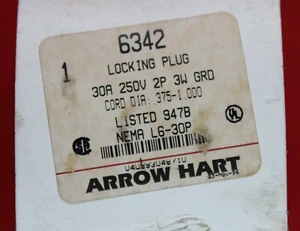 6342
1
LOCKING PLUG
30A 250V 2P 3W GRD
CORD DIA .375-1.000
LISTED 947B
NEMA L6-30P
ARROW HART